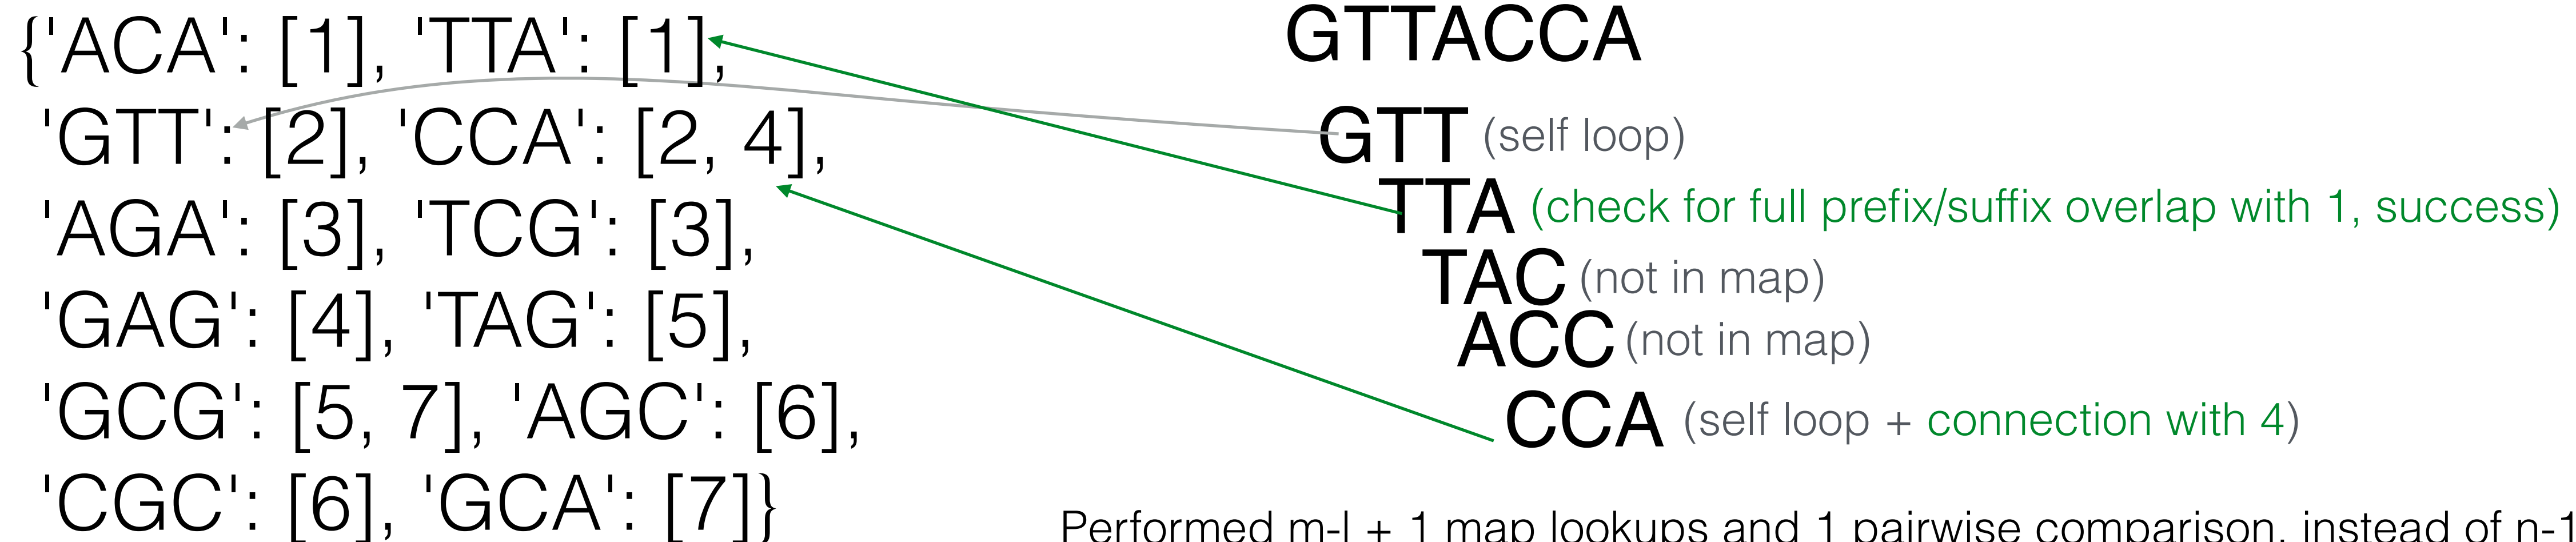 {'ACA': [1], 'TTA': [1],
'GTT': [2], 'CCA': [2, 4],
'AGA': [3], 'TCG': [3],
'GAG': [4], 'TAG': [5],
'GCG': [5, 7], 'AGC': [6],
'CGC': [6], 'GCA': [7]}
GTTACCA
GTT (self loop)
TTA (check for full prefix/suffix overlap with 1, success)
TAC (not in map)
ACC (not in map)
CCA (self loop + connection with 4)
Performed m-l + 1 map lookups and 1 pairwise comparison, instead of n-1